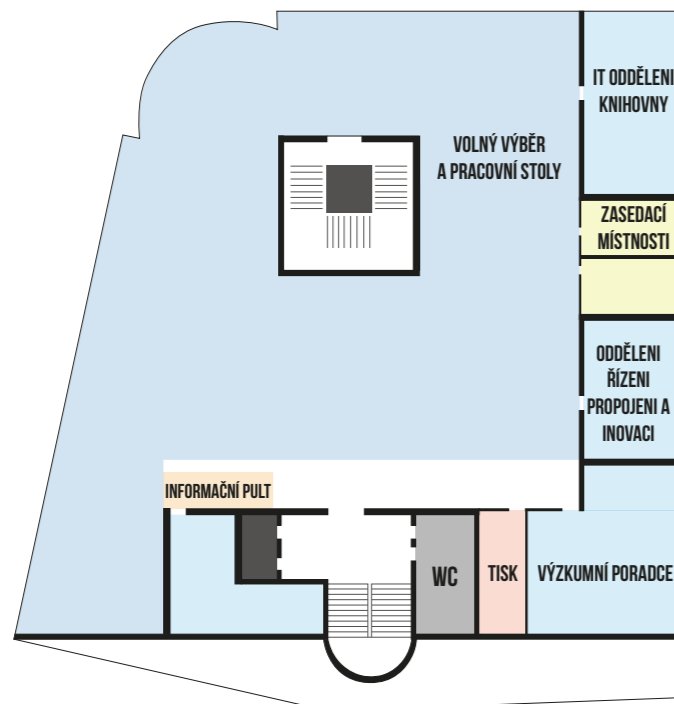 IT ODDĚLENI
KNIHOVNY
VOLNÝ VÝBĚR
A PRACOVNÍ STOLY
ZASEDACÍ
MÍSTNOSTI
ODDĚLENI
ŘÍZENI
PROPOJENI A
INOVACI
INFORMAČNÍ PULT
WC
TISK
VÝZKUMNÍ PORADCE